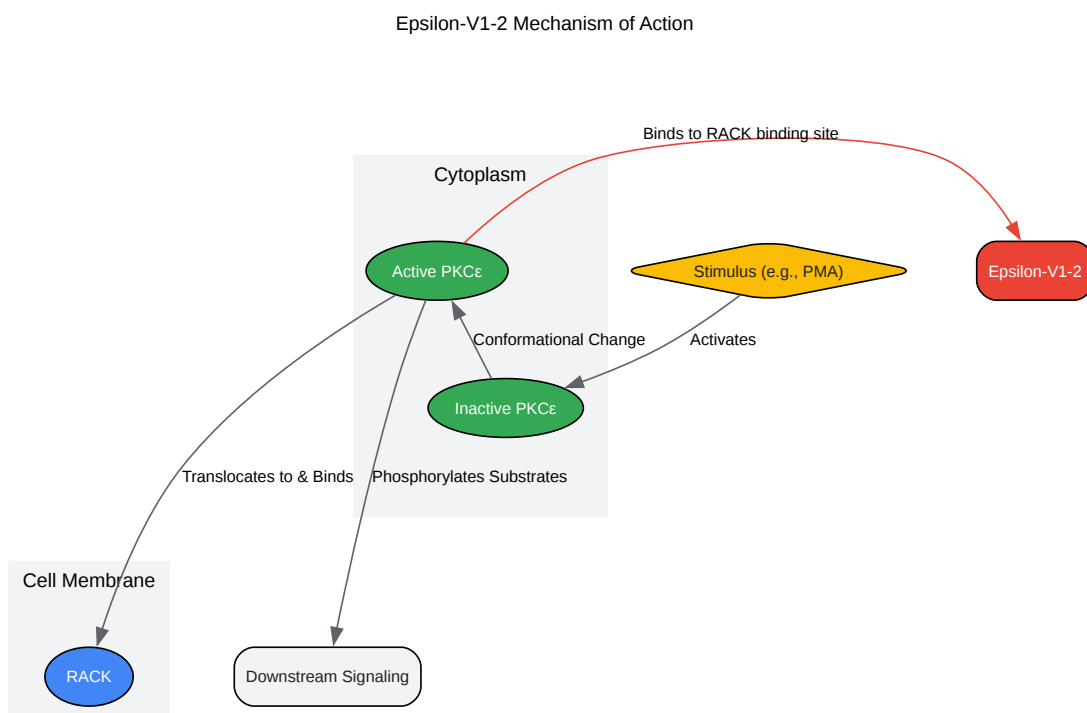 Epsilon-V1-2 Mechanism of Action
Binds to RACK binding site
Cytoplasm
Active PKCε
Stimulus (e.g., PMA)
Epsilon-V1-2
Conformational Change
Activates
Inactive PKCε
Translocates to & Binds
Phosphorylates Substrates
Cell Membrane
RACK
Downstream Signaling